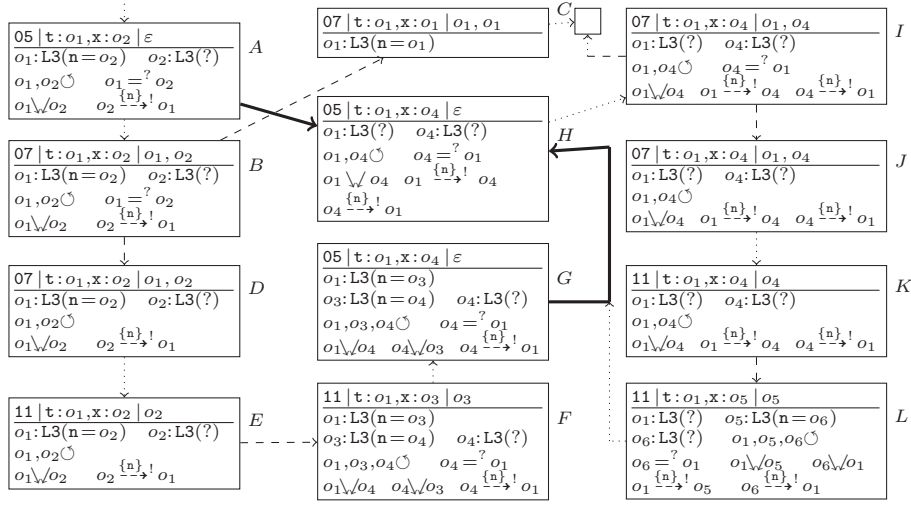 A
05 | t:o₁,x:o₂ | ε
o₁:L3(n=o₂) o₂:L3(?)
o₁,o₂↺ o₁=?o₂
o₁\\//o₂ o₂ -{n}->! o₁
B
07 | t:o₁,x:o₂ | o₁, o₂
o₁:L3(n=o₂) o₂:L3(?)
o₁,o₂↺ o₁=?o₂
o₁\\//o₂ o₂ -{n}->! o₁
D
07 | t:o₁,x:o₂ | o₁, o₂
o₁:L3(n=o₂) o₂:L3(?)
o₁,o₂↺
o₁\\//o₂ o₂ -{n}->! o₁
E
11 | t:o₁,x:o₂ | o₂
o₁:L3(n=o₂) o₂:L3(?)
o₁,o₂↺
o₁\\//o₂ o₂ -{n}->! o₁
07 | t:o₁,x:o₁ | o₁, o₁
o₁:L3(n=o₁)
C
H
05 | t:o₁,x:o₄ | ε
o₁:L3(?) o₄:L3(?)
o₁,o₄↺ o₄=?o₁
o₁ \\// o₄ o₁ -{n}->! o₄
o₄ -{n}->! o₁
G
05 | t:o₁,x:o₄ | ε
o₁:L3(n=o₃)
o₃:L3(n=o₄) o₄:L3(?)
o₁,o₃,o₄↺ o₄=?o₁
o₁\\//o₄ o₄\\//o₃ o₄ -{n}->! o₁
F
11 | t:o₁,x:o₃ | o₃
o₁:L3(n=o₃)
o₃:L3(n=o₄) o₄:L3(?)
o₁,o₃,o₄↺ o₄=?o₁
o₁\\//o₄ o₄\\//o₃ o₄ -{n}->! o₁
I
07 | t:o₁,x:o₄ | o₁, o₄
o₁:L3(?) o₄:L3(?)
o₁,o₄↺ o₄=?o₁
o₁\\//o₄ o₁ -{n}->! o₄ o₄ -{n}->! o₁
J
07 | t:o₁,x:o₄ | o₁, o₄
o₁:L3(?) o₄:L3(?)
o₁,o₄↺
o₁\\//o₄ o₁ -{n}->! o₄ o₄ -{n}->! o₁
K
11 | t:o₁,x:o₄ | o₄
o₁:L3(?) o₄:L3(?)
o₁,o₄↺
o₁\\//o₄ o₁ -{n}->! o₄ o₄ -{n}->! o₁
L
11 | t:o₁,x:o₅ | o₅
o₁:L3(?) o₅:L3(n=o₆)
o₆:L3(?) o₁,o₅,o₆↺
o₆=?o₁ o₁\\//o₅ o₆\\//o₁
o₁ -{n}->! o₅ o₆ -{n}->! o₁